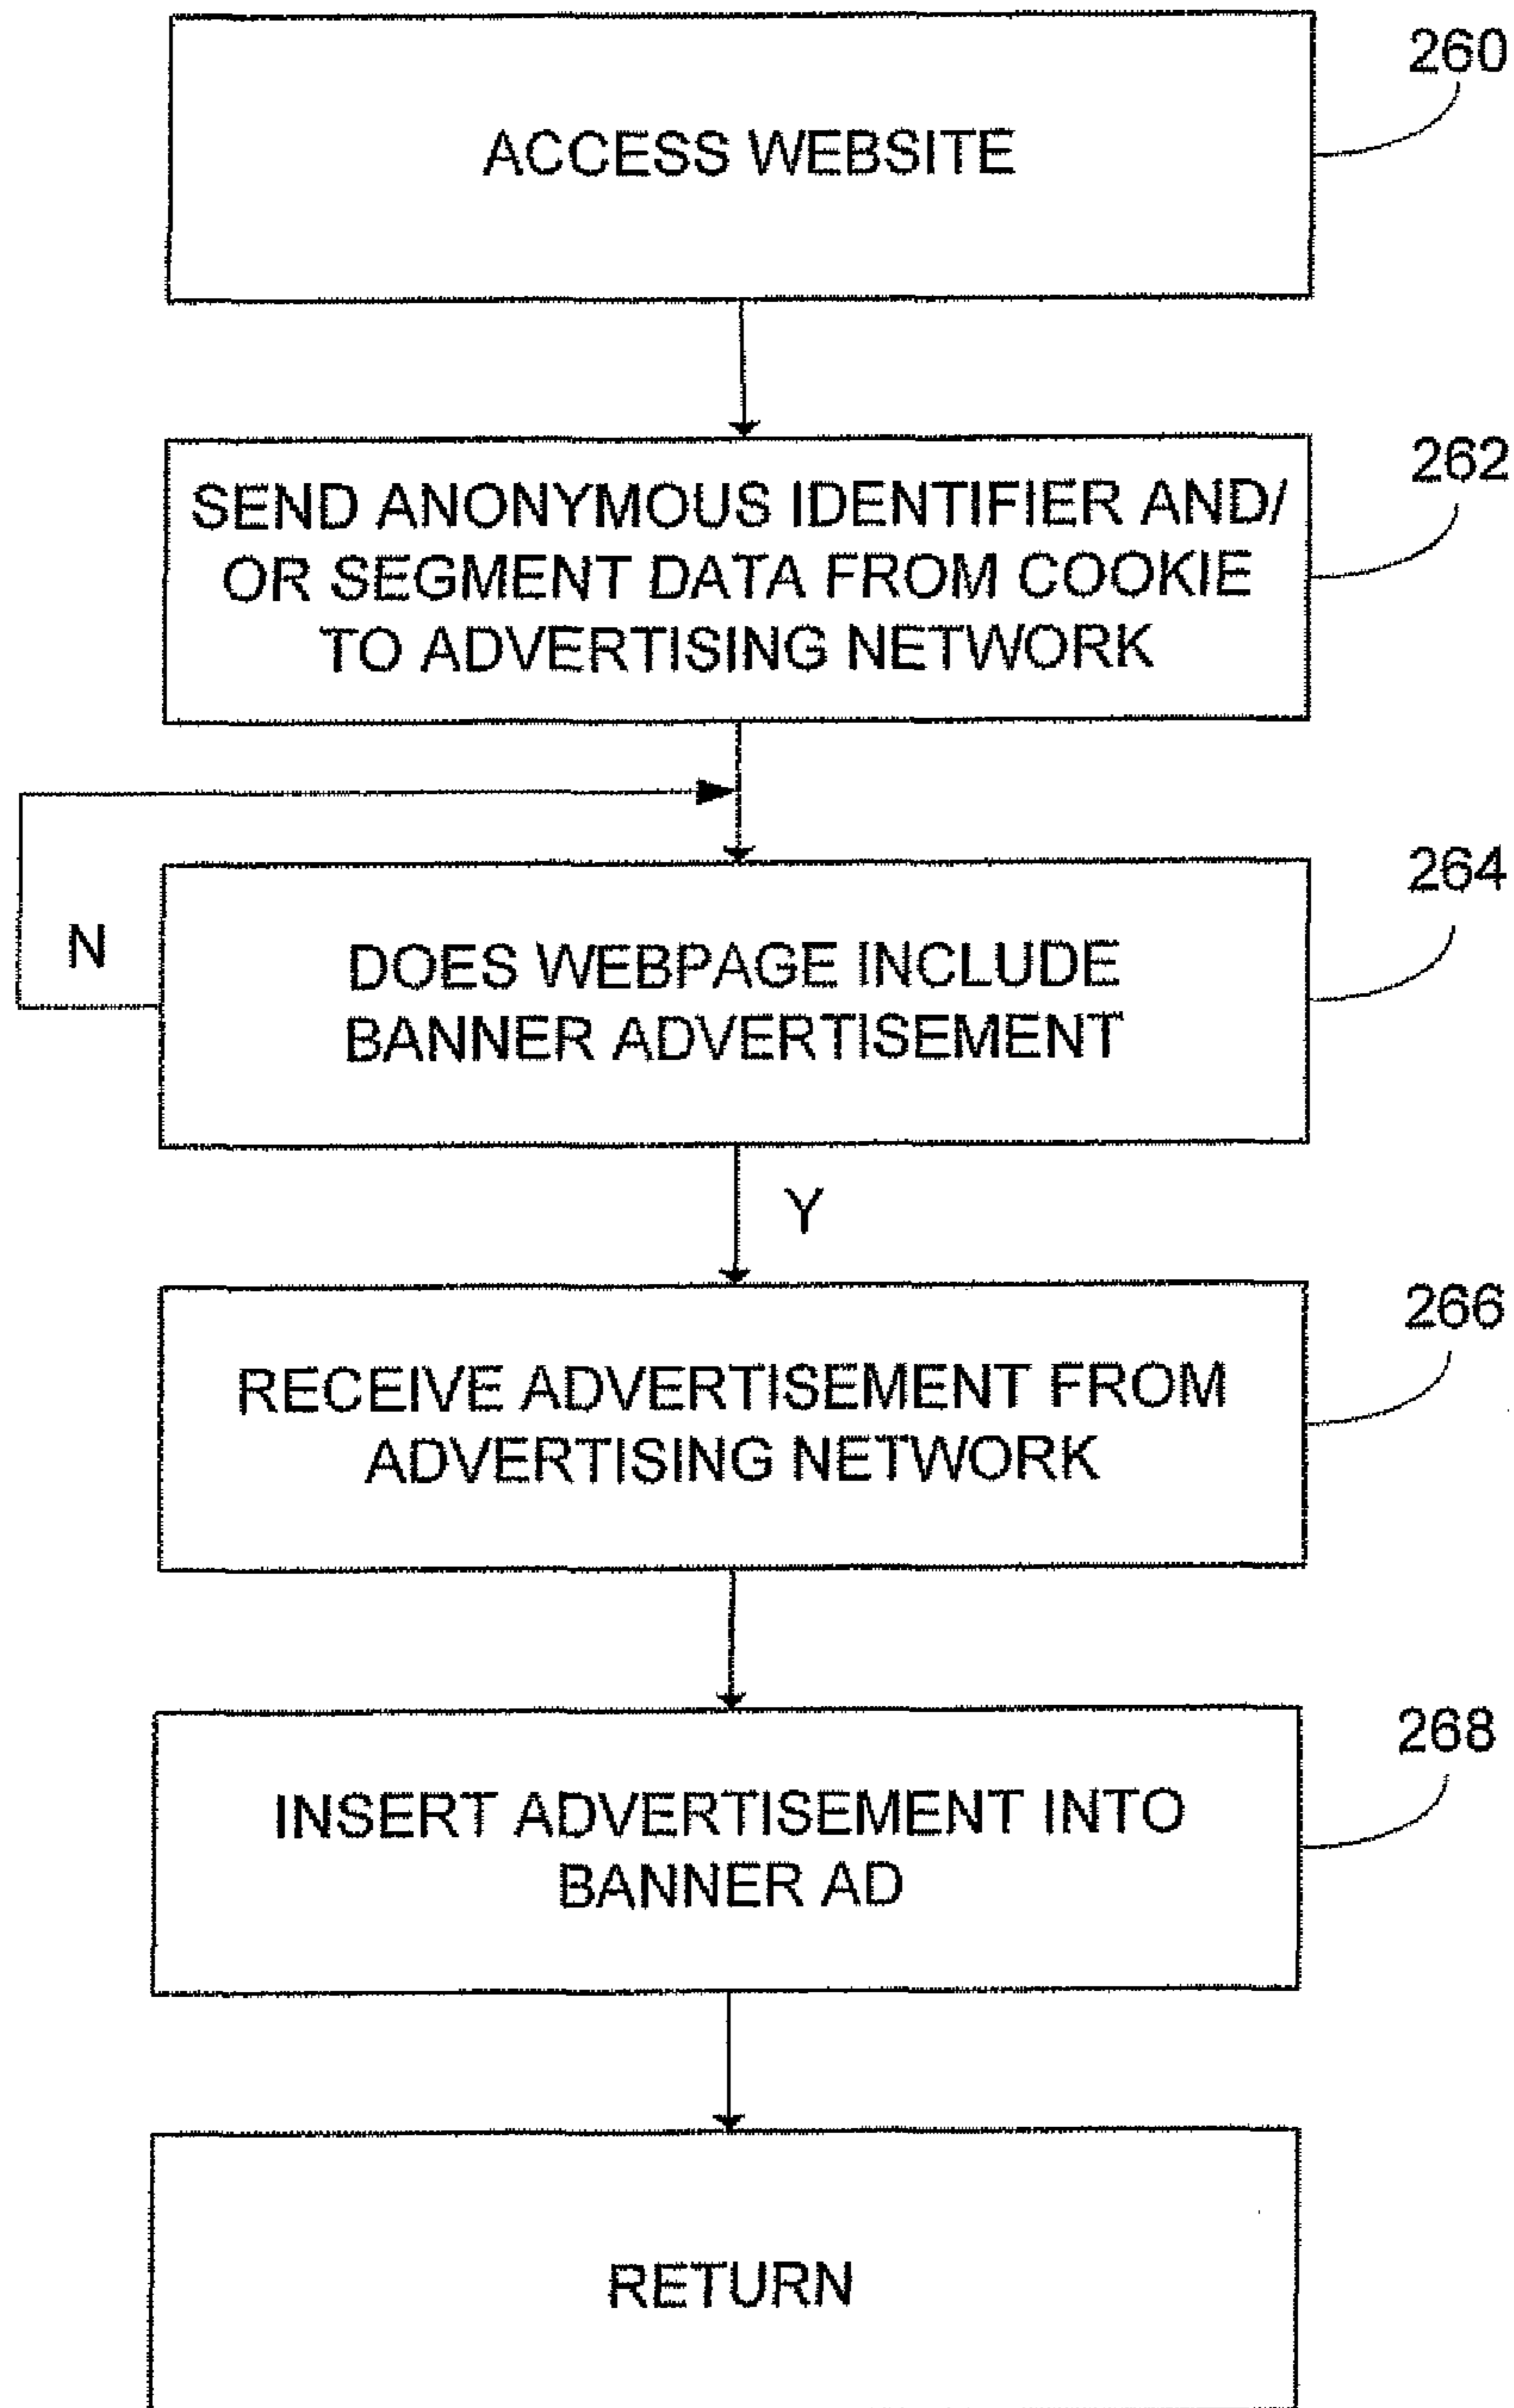 260
ACCESS WEBSITE
262
SEND ANONYMOUS IDENTIFIER AND/
OR SEGMENT DATA FROM COOKIE
TO ADVERTISING NETWORK
264
N
DOES WEBPAGE INCLUDE
BANNER ADVERTISEMENT
Y
266
RECEIVE ADVERTISEMENT FROM
ADVERTISING NETWORK
268
INSERT ADVERTISEMENT INTO
BANNER AD
RETURN